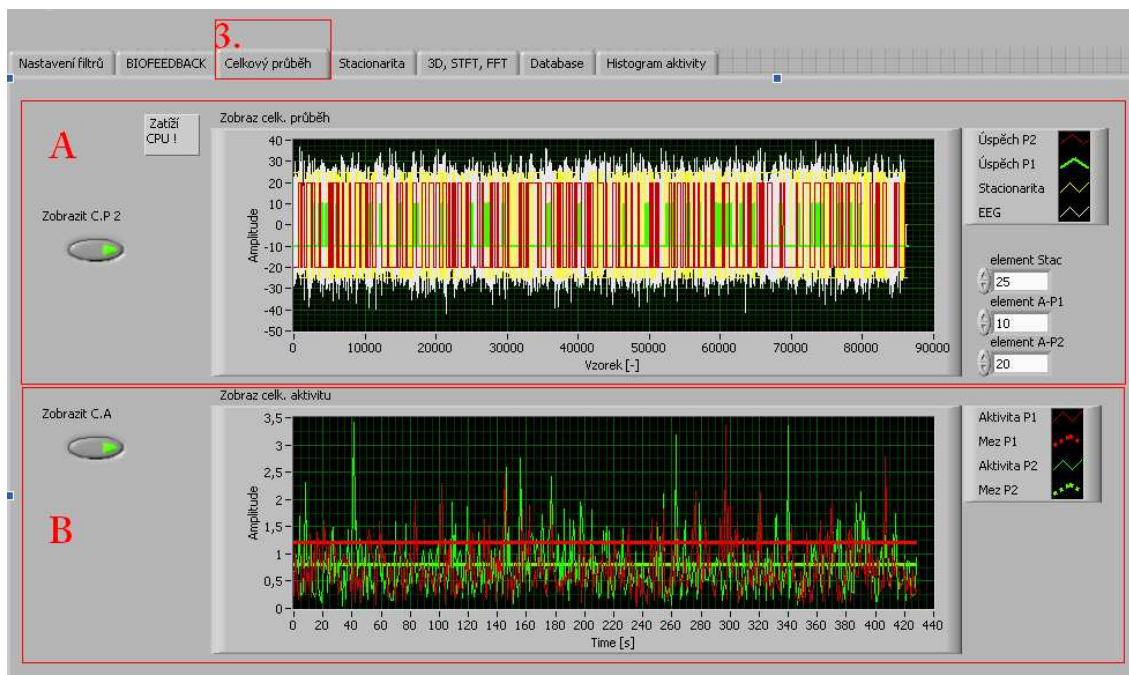 3.
Nastavení filtrů BIOFEEDBACK Celkový průběh Stacionarita 3D, STFT, FFT Database Histogram aktivity
A
Zatíží
CPU !
Zobraz celk. průběh
Zobrazit C.P 2
Amplitude
40
30
20
10
0
-10
-20
-30
-40
-50
0 10000 20000 30000 40000 50000 60000 70000 80000 90000
Vzorek [-]
Úspěch P2
Úspěch P1
Stacionarita
EEG
element Stac
25
element A-P1
10
element A-P2
20
B
Zobraz celk. aktivitu
Zobrazit C.A
Amplitude
3,5
3
2,5
2
1,5
1
0,5
0
0 20 40 60 80 100 120 140 160 180 200 220 240 260 280 300 320 340 360 380 400 420 440
Time [s]
Aktivita P1
Mez P1
Aktivita P2
Mez P2